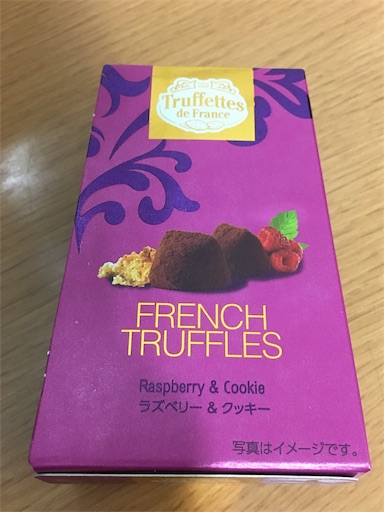 Truffettes
de France
FRENCH
TRUFFLES
Raspberry & Cookie
ラズベリー & クッキー
写真はイメージです。